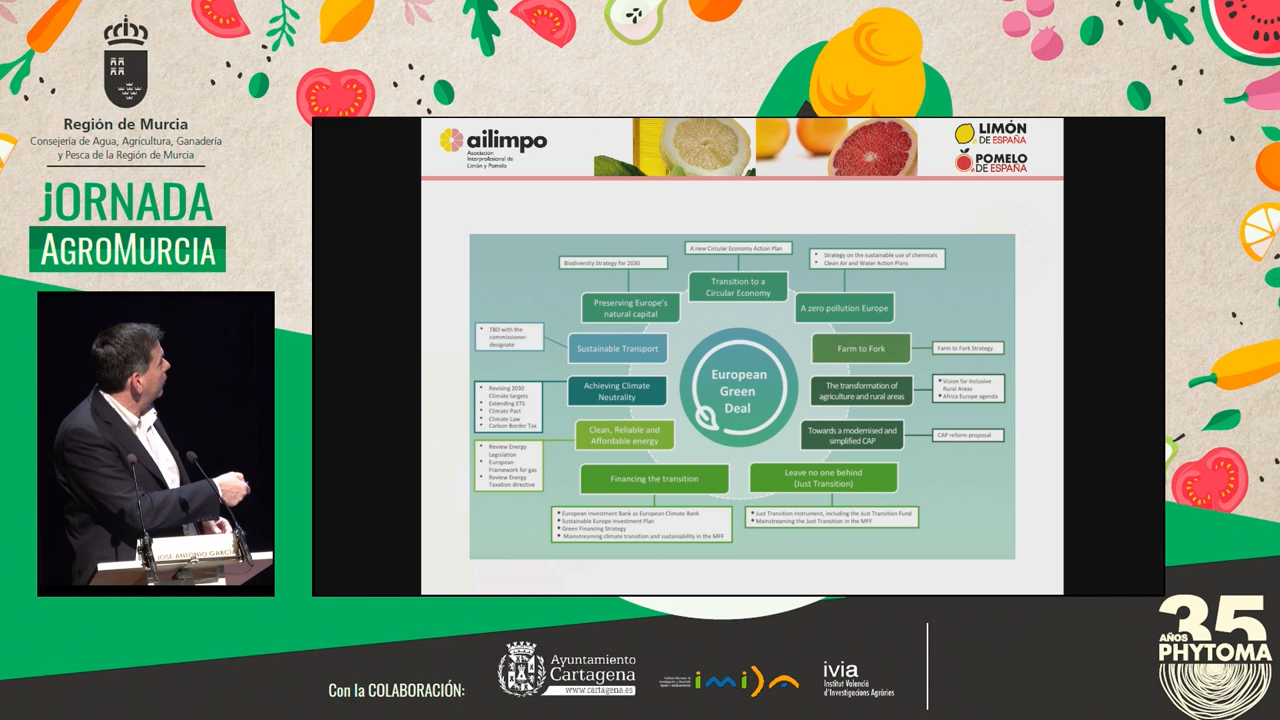 Región de Murcia
Consejería de Agua, Agricultura, Ganadería
y Pesca de la Región de Murcia
jORNADA
AGROMURCIA
JOSE ANTONIO GARCÍA
ailimpo
Asociación
Interprofesional de
Limón y Pomelo
LIMÓN
DE ESPAÑA
POMELO
DE ESPAÑA
A new Circular Economy Action Plan
Biodiversity Strategy for 2030
• Strategy on the sustainable use of chemicals
• Clean Air and Water Action Plans
Transition to a
Circular Economy
Preserving Europe's
natural capital
A zero pollution Europe
• TBD with the
commissioner-
designate
Sustainable Transport
Farm to Fork
Farm to Fork Strategy
European
Green
Deal
• Revising 2030
Climate targets
• Extending ETS
• Climate Pact
• Climate Law
• Carbon Border Tax
Achieving Climate
Neutrality
The transformation of
agriculture and rural areas
• Vision for Inclusive
Rural Areas
• Africa Europe agenda
Clean, Reliable and
Affordable energy
Towards a modernised and
simplified CAP
CAP reform proposal
• Review Energy
Legislation
• European
Framework for gas
• Review Energy
Taxation directive
Financing the transition
Leave no one behind
(Just Transition)
• European Investment Bank as European Climate Bank
• Sustainable Europe Investment Plan
• Green Financing Strategy
• Mainstreaming climate transition and sustainability in the MFF
• Just Transition Instrument, including the Just Transition Fund
• Mainstreaming the Just Transition in the MFF
Con la COLABORACIÓN:
Ayuntamiento
Cartagena
www.cartagena.es
imida
ivia
Institut Valencià
d'Investigacions Agràries
35
AÑOS
PHYTOMA